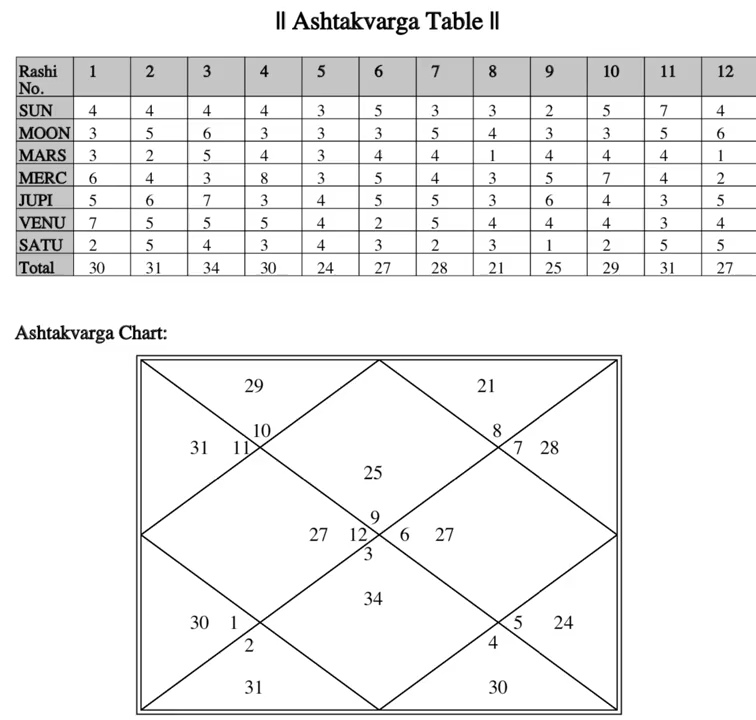 || Ashtakvarga Table ||
Rashi No. 1 2 3 4 5 6 7 8 9 10 11 12
SUN 4 4 4 4 3 5 3 3 2 5 7 4
MOON 3 5 6 3 3 3 5 4 3 3 5 6
MARS 3 2 5 4 3 4 4 1 4 4 4 1
MERC 6 4 3 8 3 5 4 3 5 7 4 2
JUPI 5 6 7 3 4 5 5 3 6 4 3 5
VENU 7 5 5 5 4 2 5 4 4 4 3 4
SATU 2 5 4 3 4 3 2 3 1 2 5 5
Total 30 31 34 30 24 27 28 21 25 29 31 27
Ashtakvarga Chart:
29 21
10 8
31 11 7 28
25
9
27 12 6 27
3
34
30 1 5 24
2 4
31 30